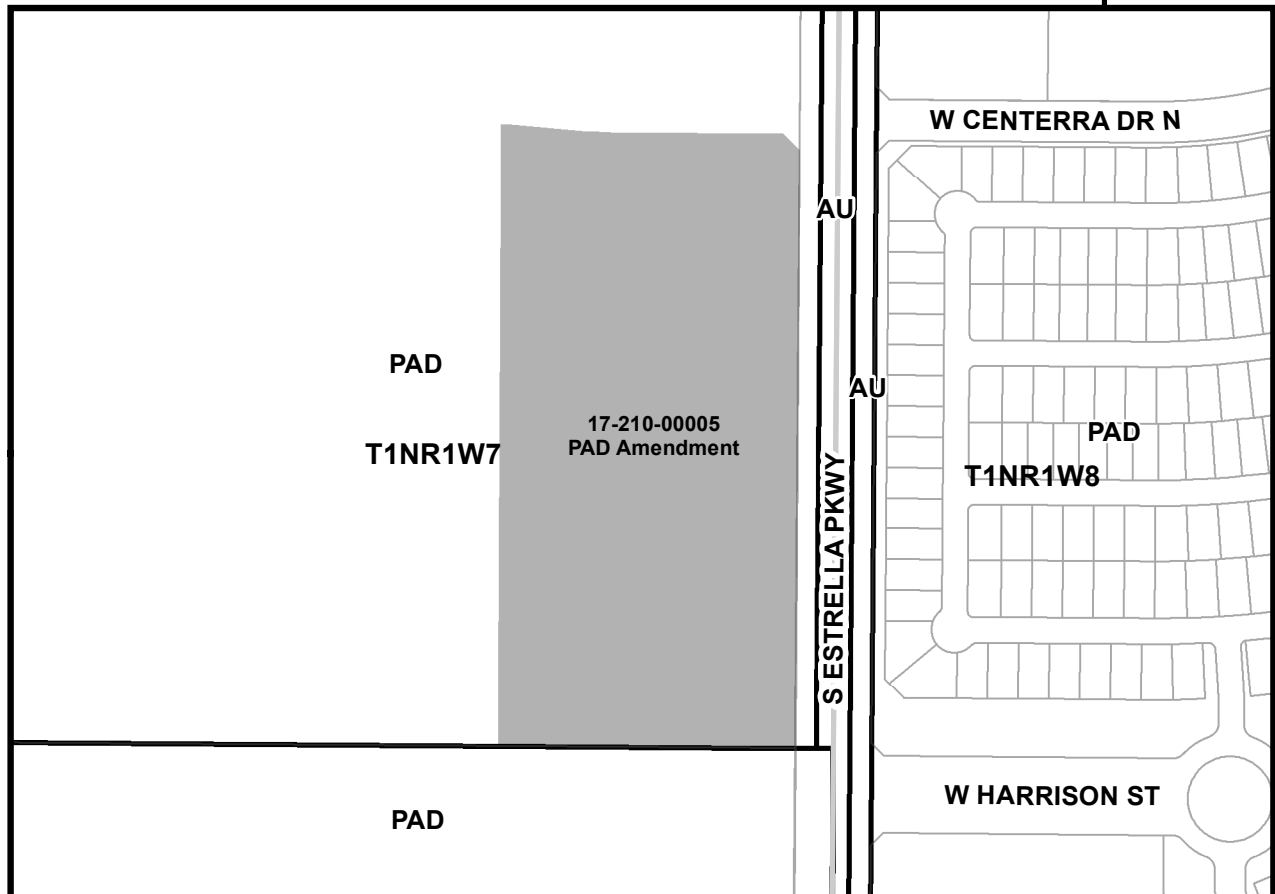 W CENTERRA DR N
AU
PAD
AU
17-210-00005
PAD Amendment
PAD
T1NR1W7
T1NR1W8
S ESTRELLA PKWY
W HARRISON ST
PAD